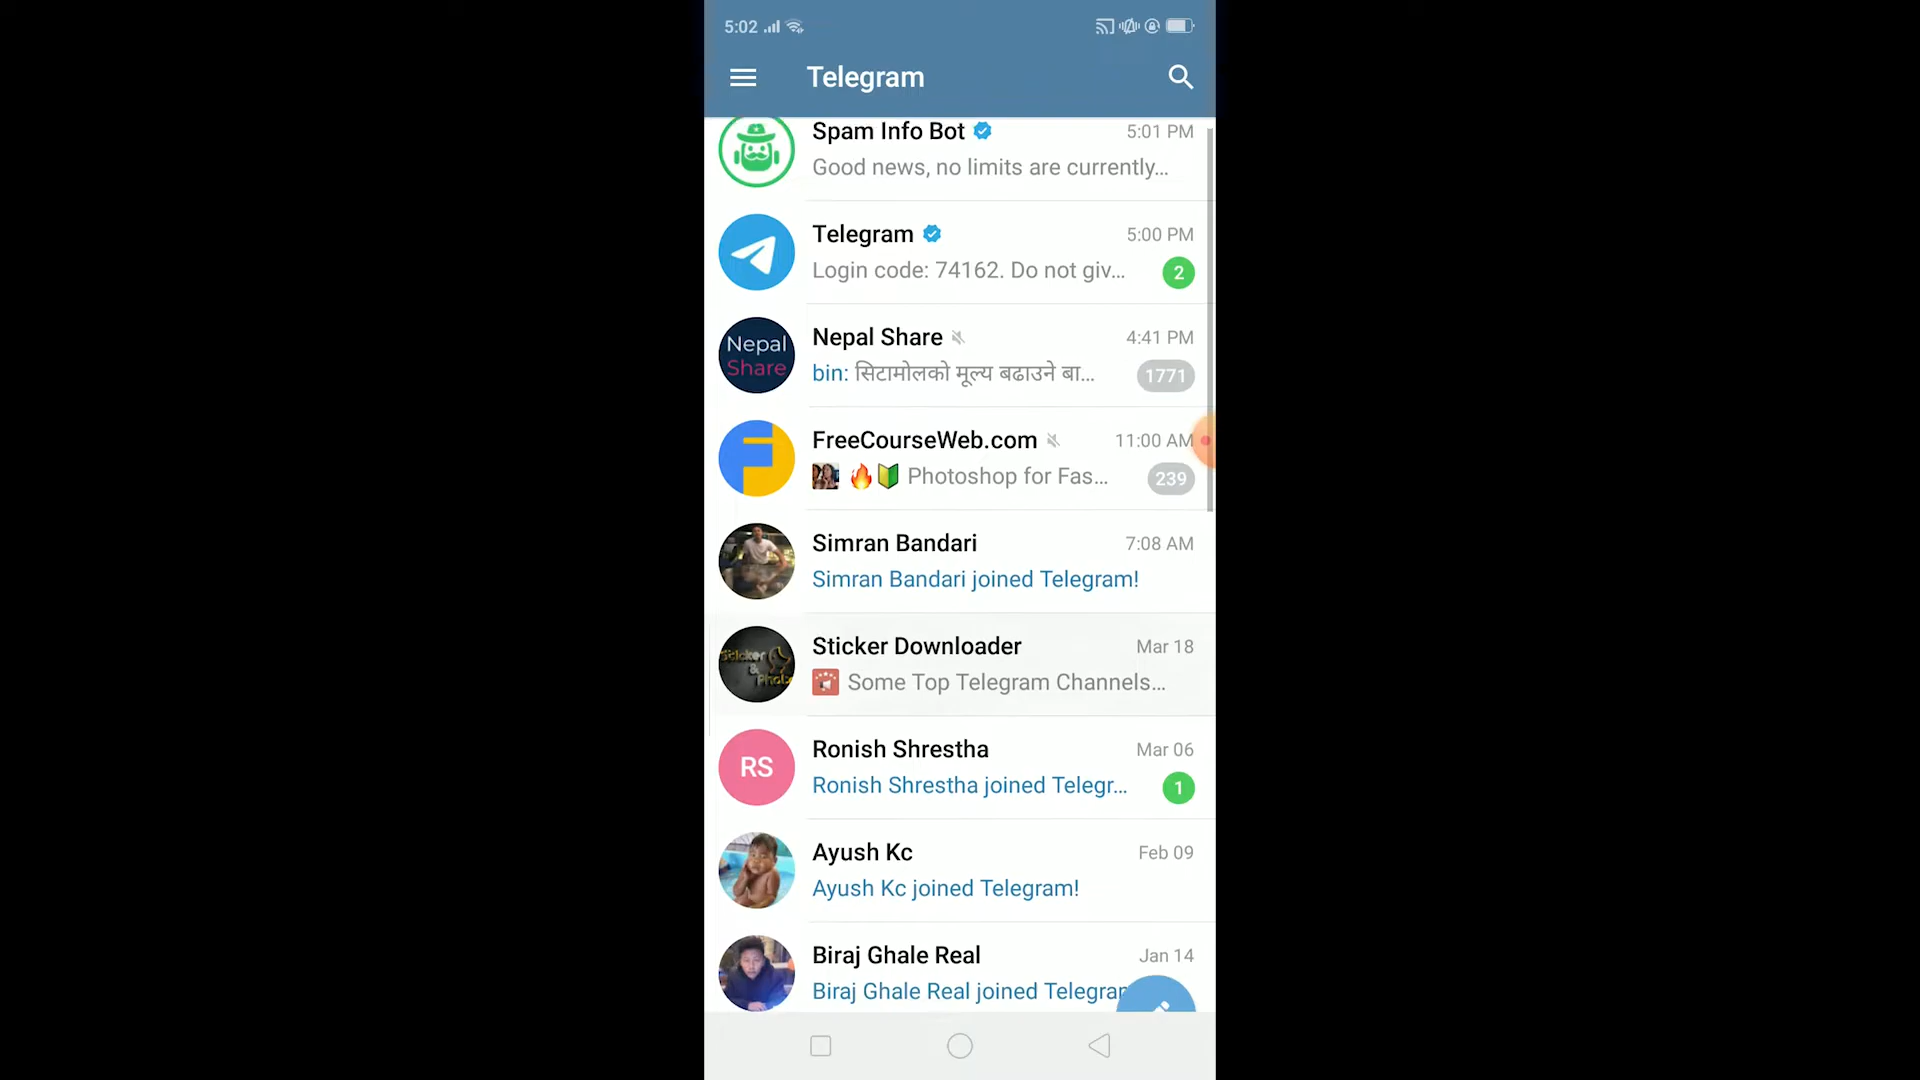 5:02
Telegram
Spam Info Bot 5:01 PM
Good news, no limits are currently...
Telegram 5:00 PM
Login code: 74162. Do not giv... 2
Nepal Share
Nepal Share 4:41 PM
bin: सिटामोलको मूल्य बढाउने बा... 1771
FreeCourseWeb.com 11:00 AM
🔥🔰 Photoshop for Fas... 239
Simran Bandari 7:08 AM
Simran Bandari joined Telegram!
Sticker & Photo
Sticker Downloader Mar 18
Some Top Telegram Channels...
RS
Ronish Shrestha Mar 06
Ronish Shrestha joined Telegr... 1
Ayush Kc Feb 09
Ayush Kc joined Telegram!
Biraj Ghale Real Jan 14
Biraj Ghale Real joined Telegram